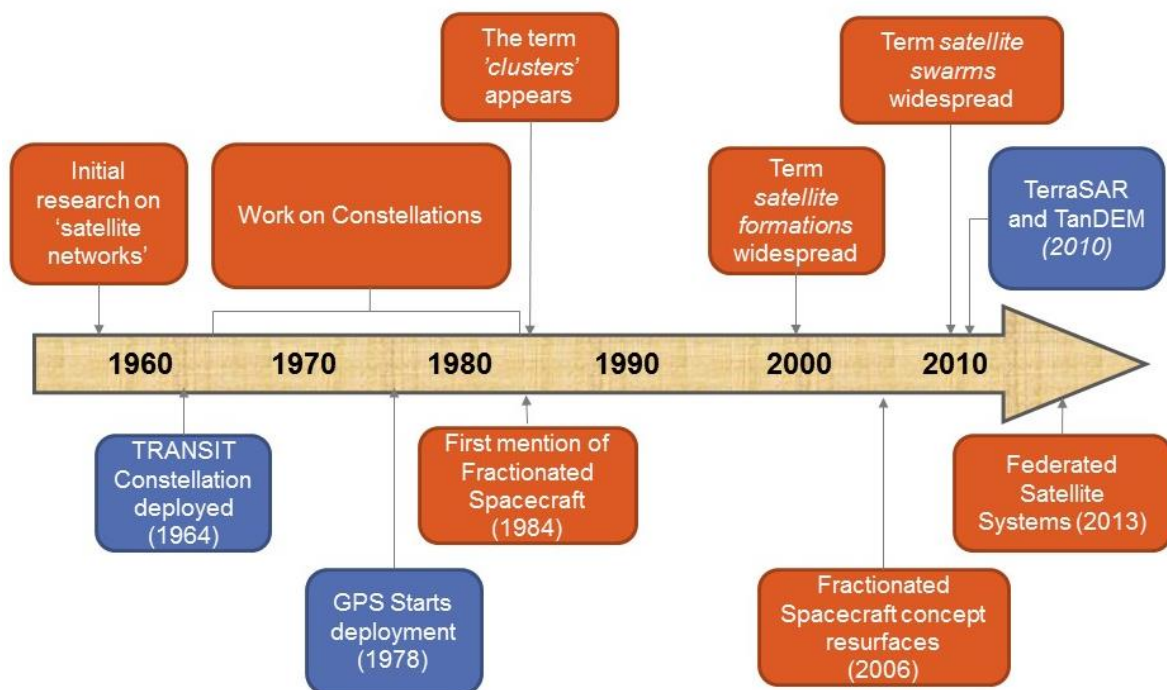 The term
’clusters’
appears
Term satellite
swarms
widespread
Initial
research on
‘satellite
networks’
Work on Constellations
Term
satellite
formations
widespread
TerraSAR
and TanDEM
(2010)
1960 1970 1980 1990 2000 2010
TRANSIT
Constellation
deployed
(1964)
First mention of
Fractionated
Spacecraft
(1984)
Federated
Satellite
Systems (2013)
GPS Starts
deployment
(1978)
Fractionated
Spacecraft concept
resurfaces
(2006)